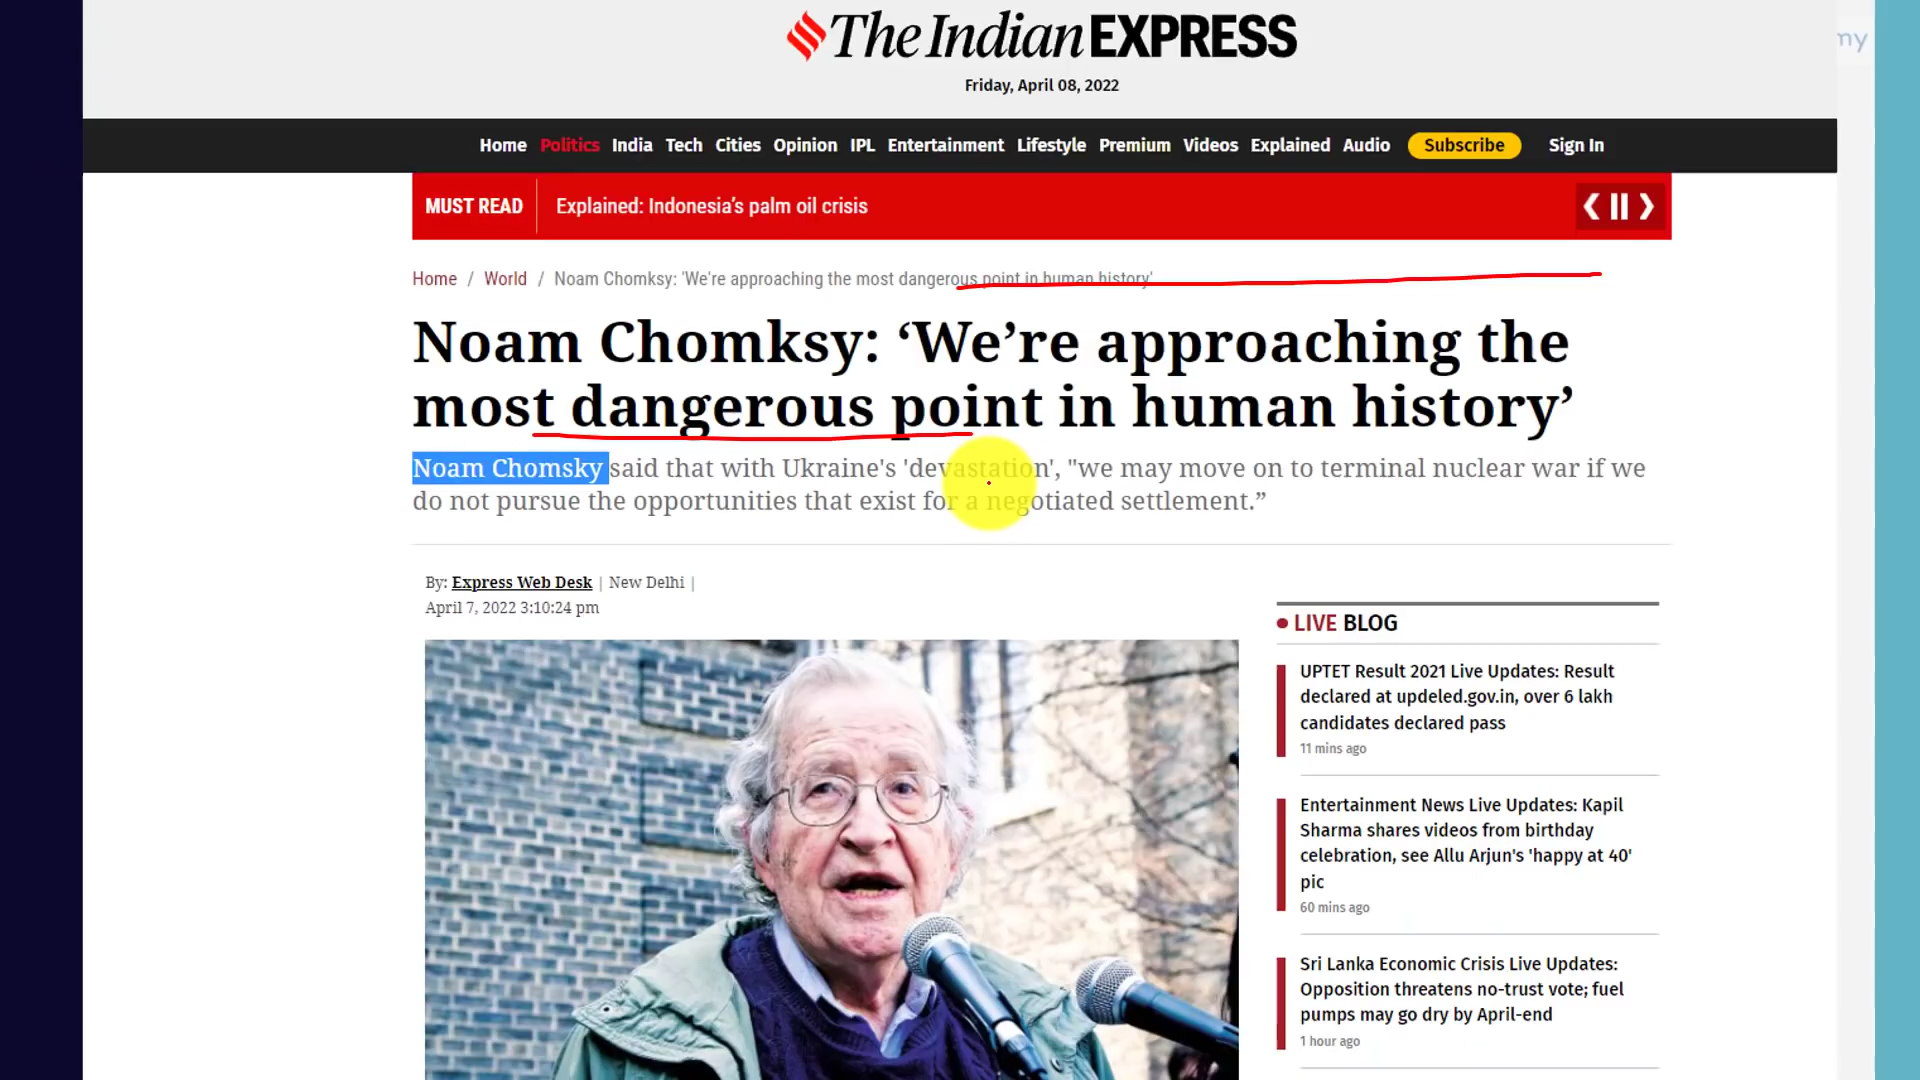 The Indian EXPRESS
my
Friday, April 08, 2022
Home Politics India Tech Cities Opinion IPL Entertainment Lifestyle Premium Videos Explained Audio Subscribe Sign In
MUST READ Explained: Indonesia's palm oil crisis
Home / World / Noam Chomksy: 'We're approaching the most dangerous point in human history'
Noam Chomksy: ‘We’re approaching the
most dangerous point in human history’
Noam Chomsky said that with Ukraine's 'devastation', "we may move on to terminal nuclear war if we
do not pursue the opportunities that exist for a negotiated settlement.”
By: Express Web Desk | New Delhi |
April 7, 2022 3:10:24 pm
LIVE BLOG
UPTET Result 2021 Live Updates: Result
declared at updeled.gov.in, over 6 lakh
candidates declared pass
11 mins ago
Entertainment News Live Updates: Kapil
Sharma shares videos from birthday
celebration, see Allu Arjun's 'happy at 40'
pic
60 mins ago
Sri Lanka Economic Crisis Live Updates:
Opposition threatens no-trust vote; fuel
pumps may go dry by April-end
1 hour ago